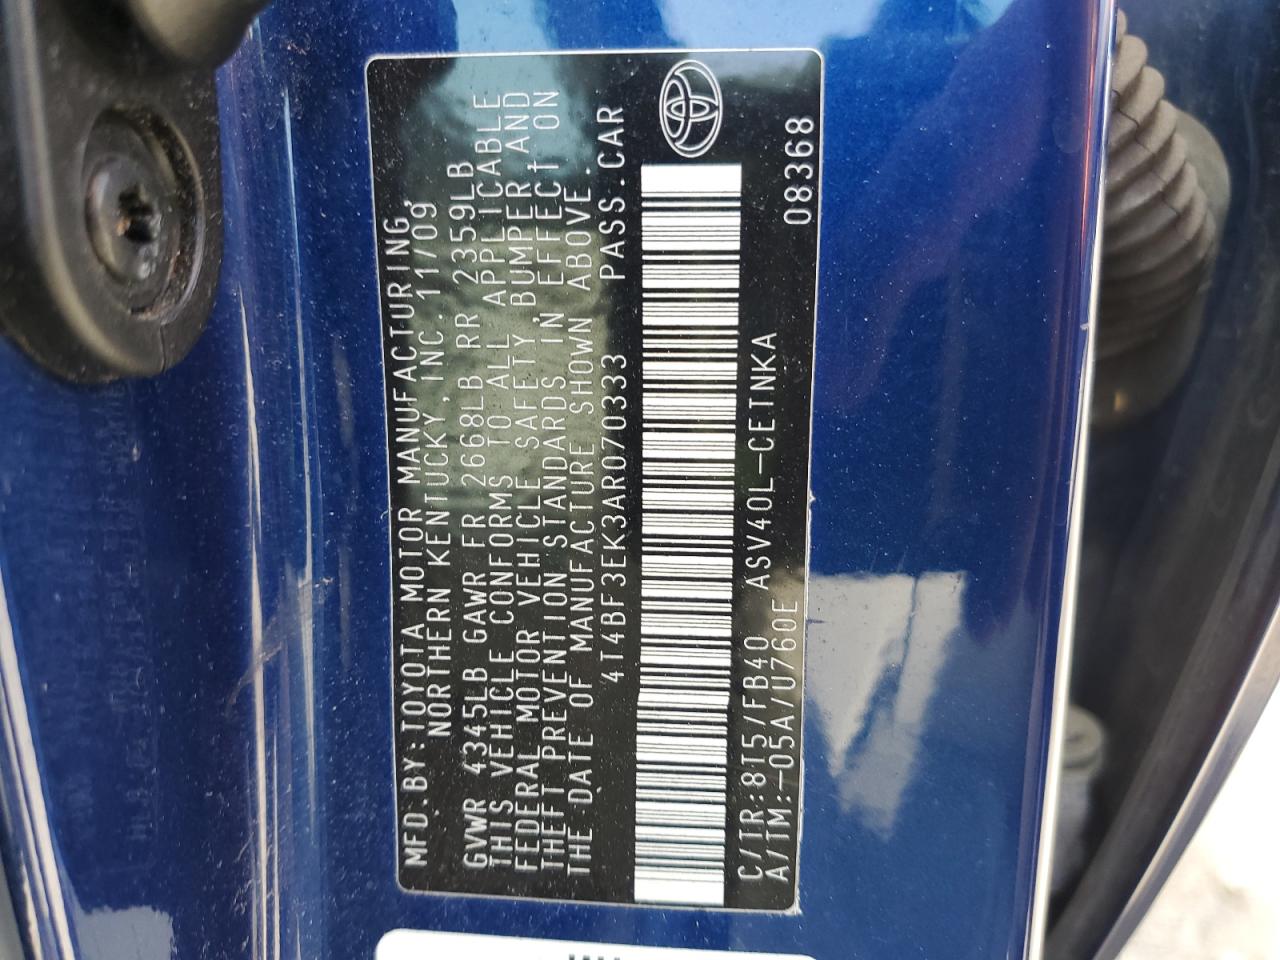 MFD.BY:TOYOTA MOTOR MANUFACTURING,
NORTHERN KENTUCKY, INC. 11/09
GVWR 4345LB GAWR FR 2668LB RR 2359LB
THIS VEHICLE CONFORMS TO ALL APPLICABLE
FEDERAL MOTOR VEHICLE SAFETY, BUMPER, AND
THEFT PREVENTION STANDARDS IN EFFECT ON
THE DATE OF MANUFACTURE SHOWN ABOVE.
4T4BF3EK3AR070333 PASS.CAR
C/TR:8T5/FB40 ASV40L-CETNKA
A/TM:-05A/U760E 08368